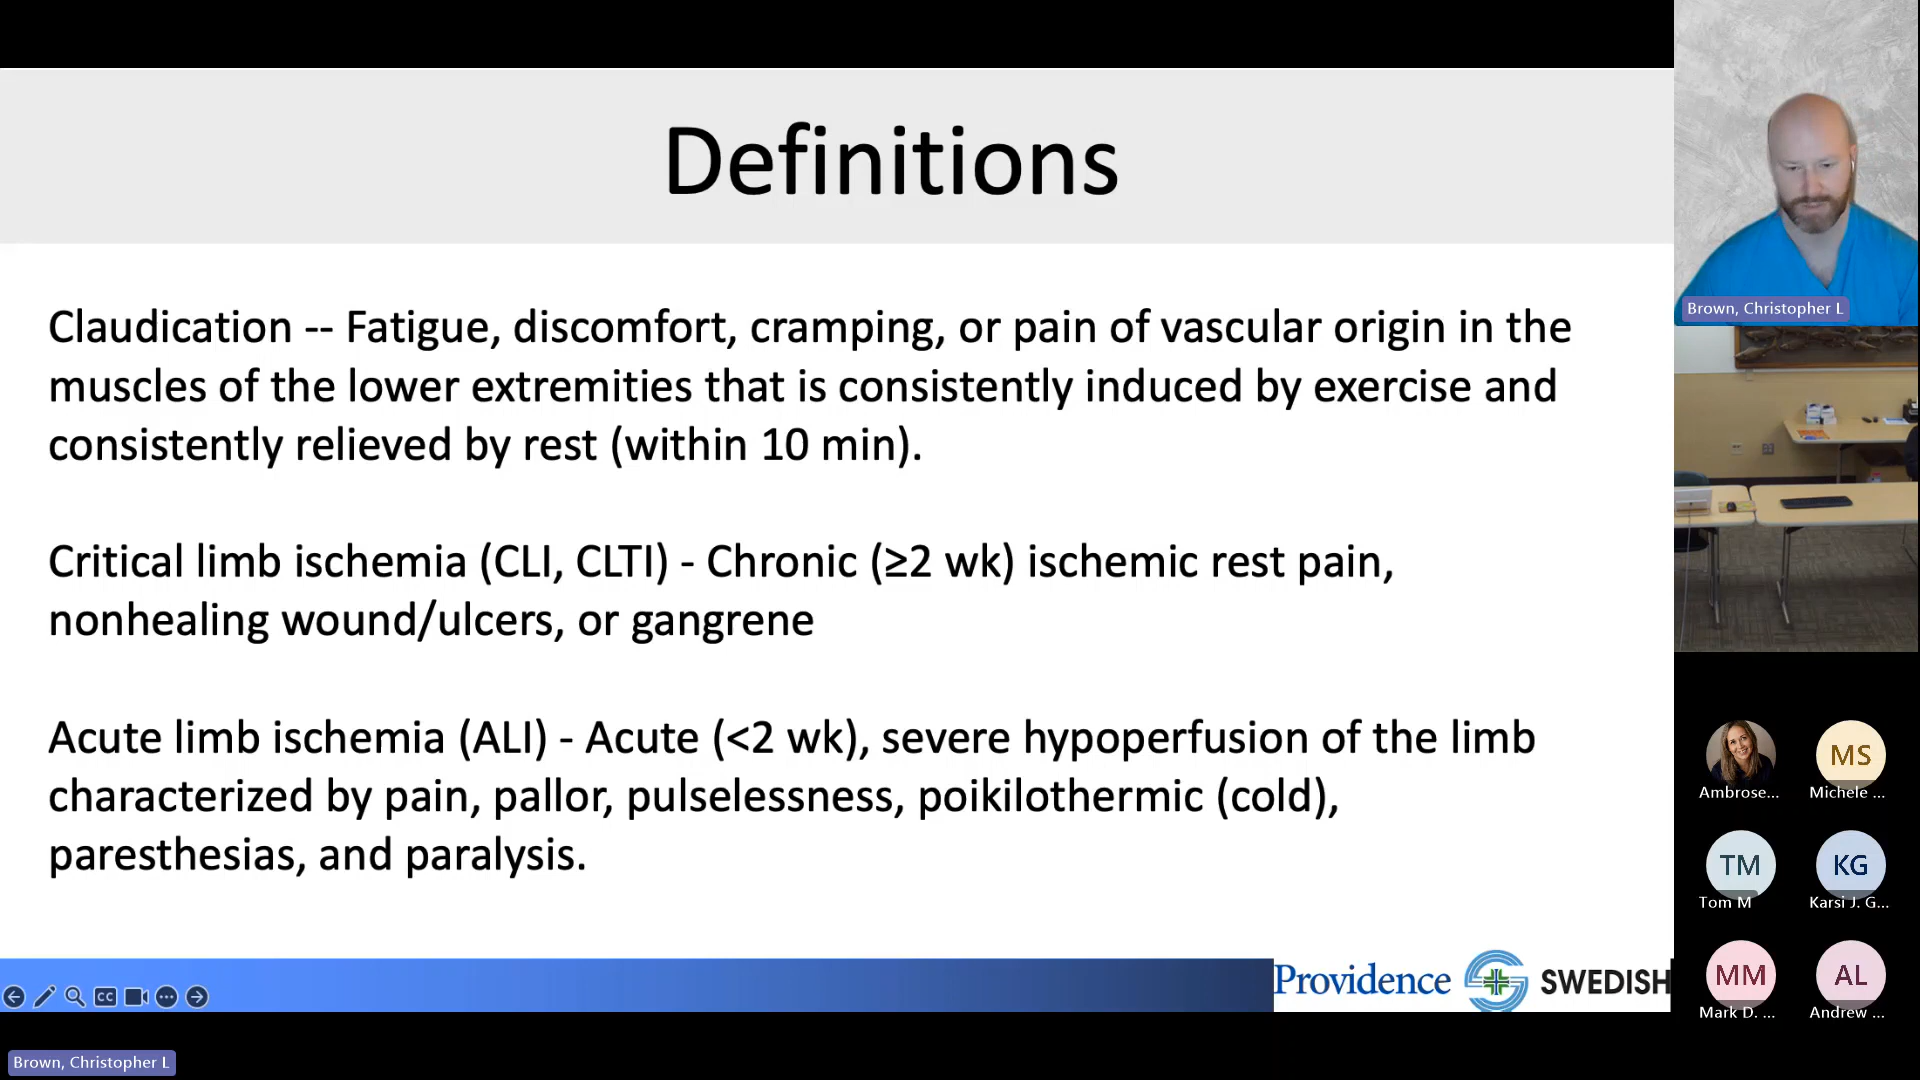 Definitions
Claudication -- Fatigue, discomfort, cramping, or pain of vascular origin in the
muscles of the lower extremities that is consistently induced by exercise and
consistently relieved by rest (within 10 min).
Critical limb ischemia (CLI, CLTI) - Chronic (≥2 wk) ischemic rest pain,
nonhealing wound/ulcers, or gangrene
Acute limb ischemia (ALI) - Acute (<2 wk), severe hypoperfusion of the limb
characterized by pain, pallor, pulselessness, poikilothermic (cold),
paresthesias, and paralysis.
CC
Providence SWEDISH
Brown, Christopher L
Brown, Christopher L
Ambrose...
MS
Michele ...
TM
Tom M
KG
Karsi J. G...
MM
Mark D. ...
AL
Andrew ...